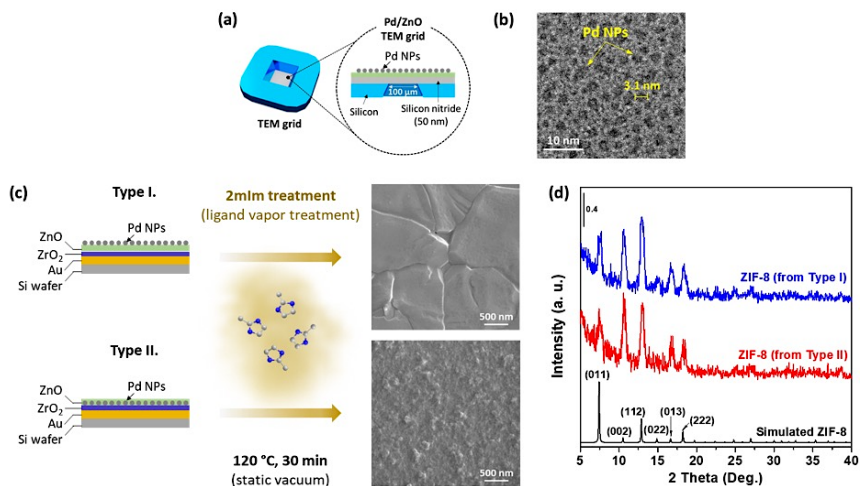 (a)
Pd/ZnO
TEM grid
Pd NPs
100 μm
Silicon
Silicon nitride
(50 nm)
TEM grid
(b)
Pd NPs
3.1 nm
10 nm
(c)
Type I.
Pd NPs
ZnO
ZrO2
Au
Si wafer
2mIm treatment
(ligand vapor treatment)
500 nm
Type II.
Pd NPs
ZnO
ZrO2
Au
Si wafer
120 °C, 30 min
(static vacuum)
500 nm
(d)
0.4
ZIF-8 (from Type I)
ZIF-8 (from Type II)
(011)
(002)
(112)
(022)
(013)
(222)
Simulated ZIF-8
Intensity (a. u.)
5 10 15 20 25 30 35 40
2 Theta (Deg.)